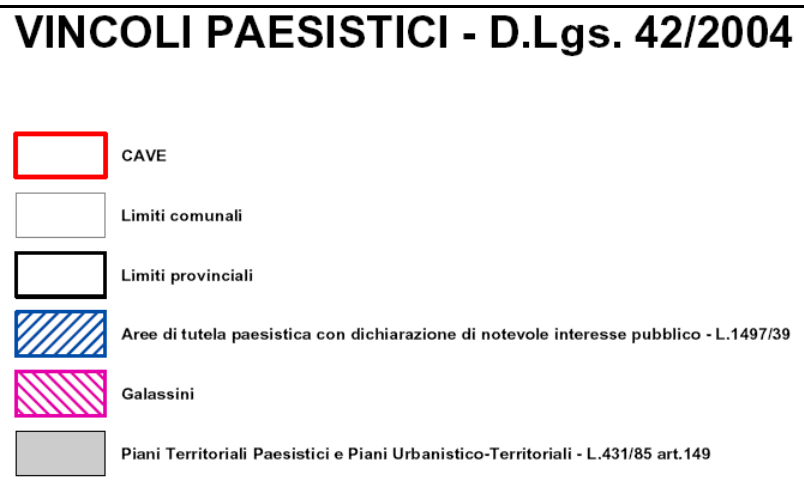 VINCOLI PAESISTICI - D.Lgs. 42/2004
CAVE
Limiti comunali
Limiti provinciali
Aree di tutela paesistica con dichiarazione di notevole interesse pubblico - L.1497/39
Galassini
Piani Territoriali Paesistici e Piani Urbanistico-Territoriali - L.431/85 art.149